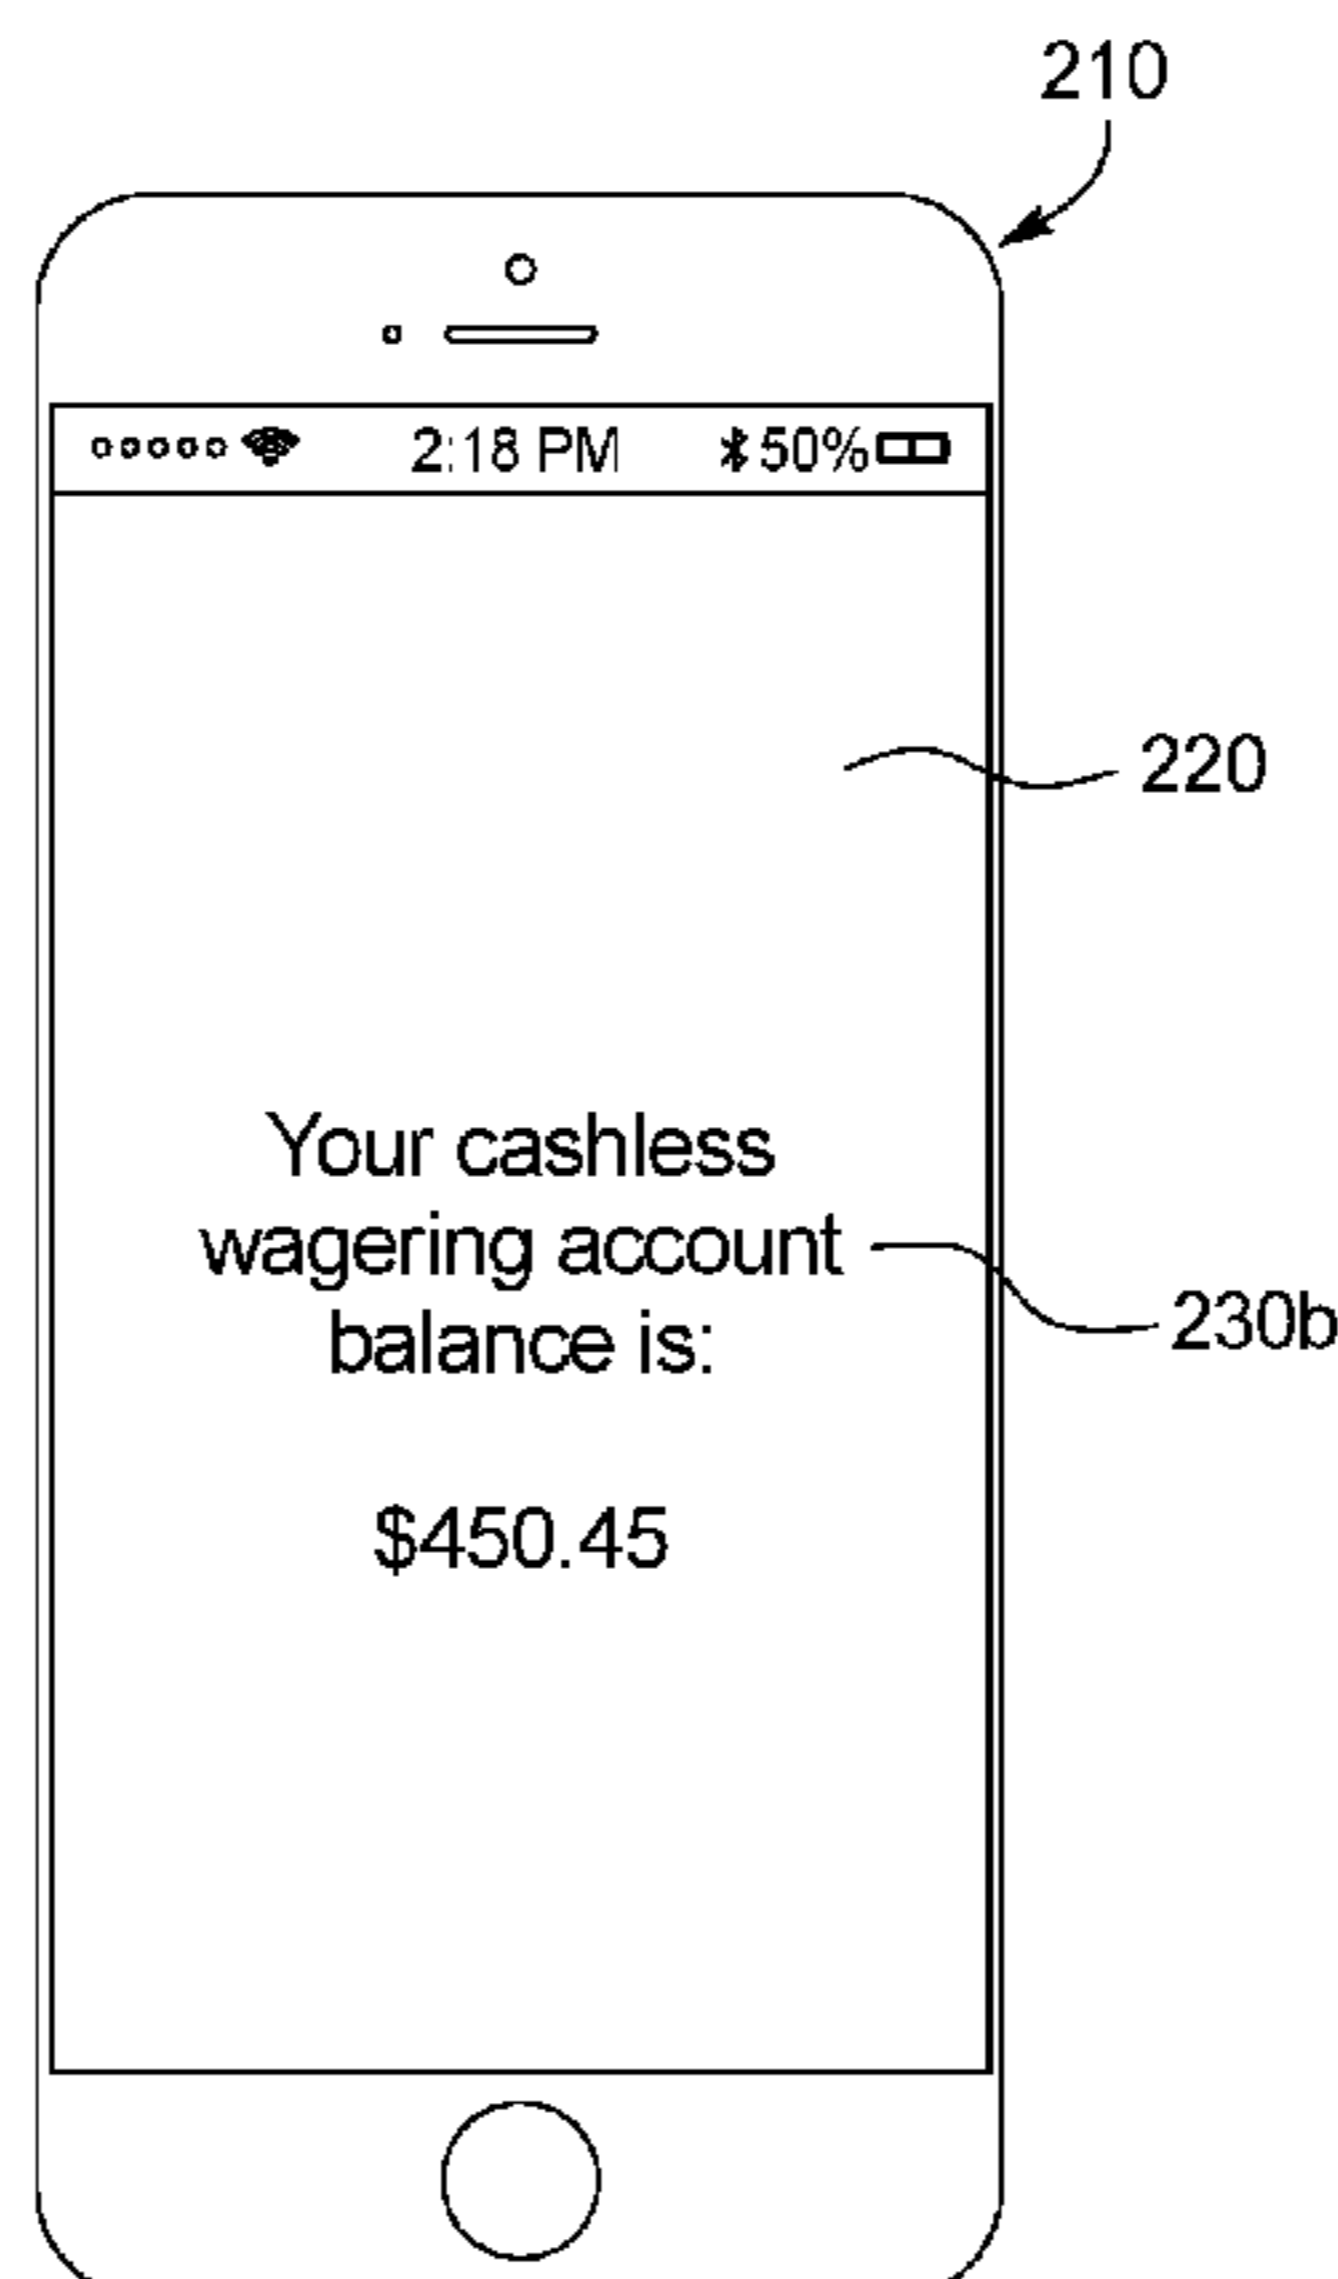 210
2:18 PM 50%
220
Your cashless
wagering account
230b
balance is:
$450.45